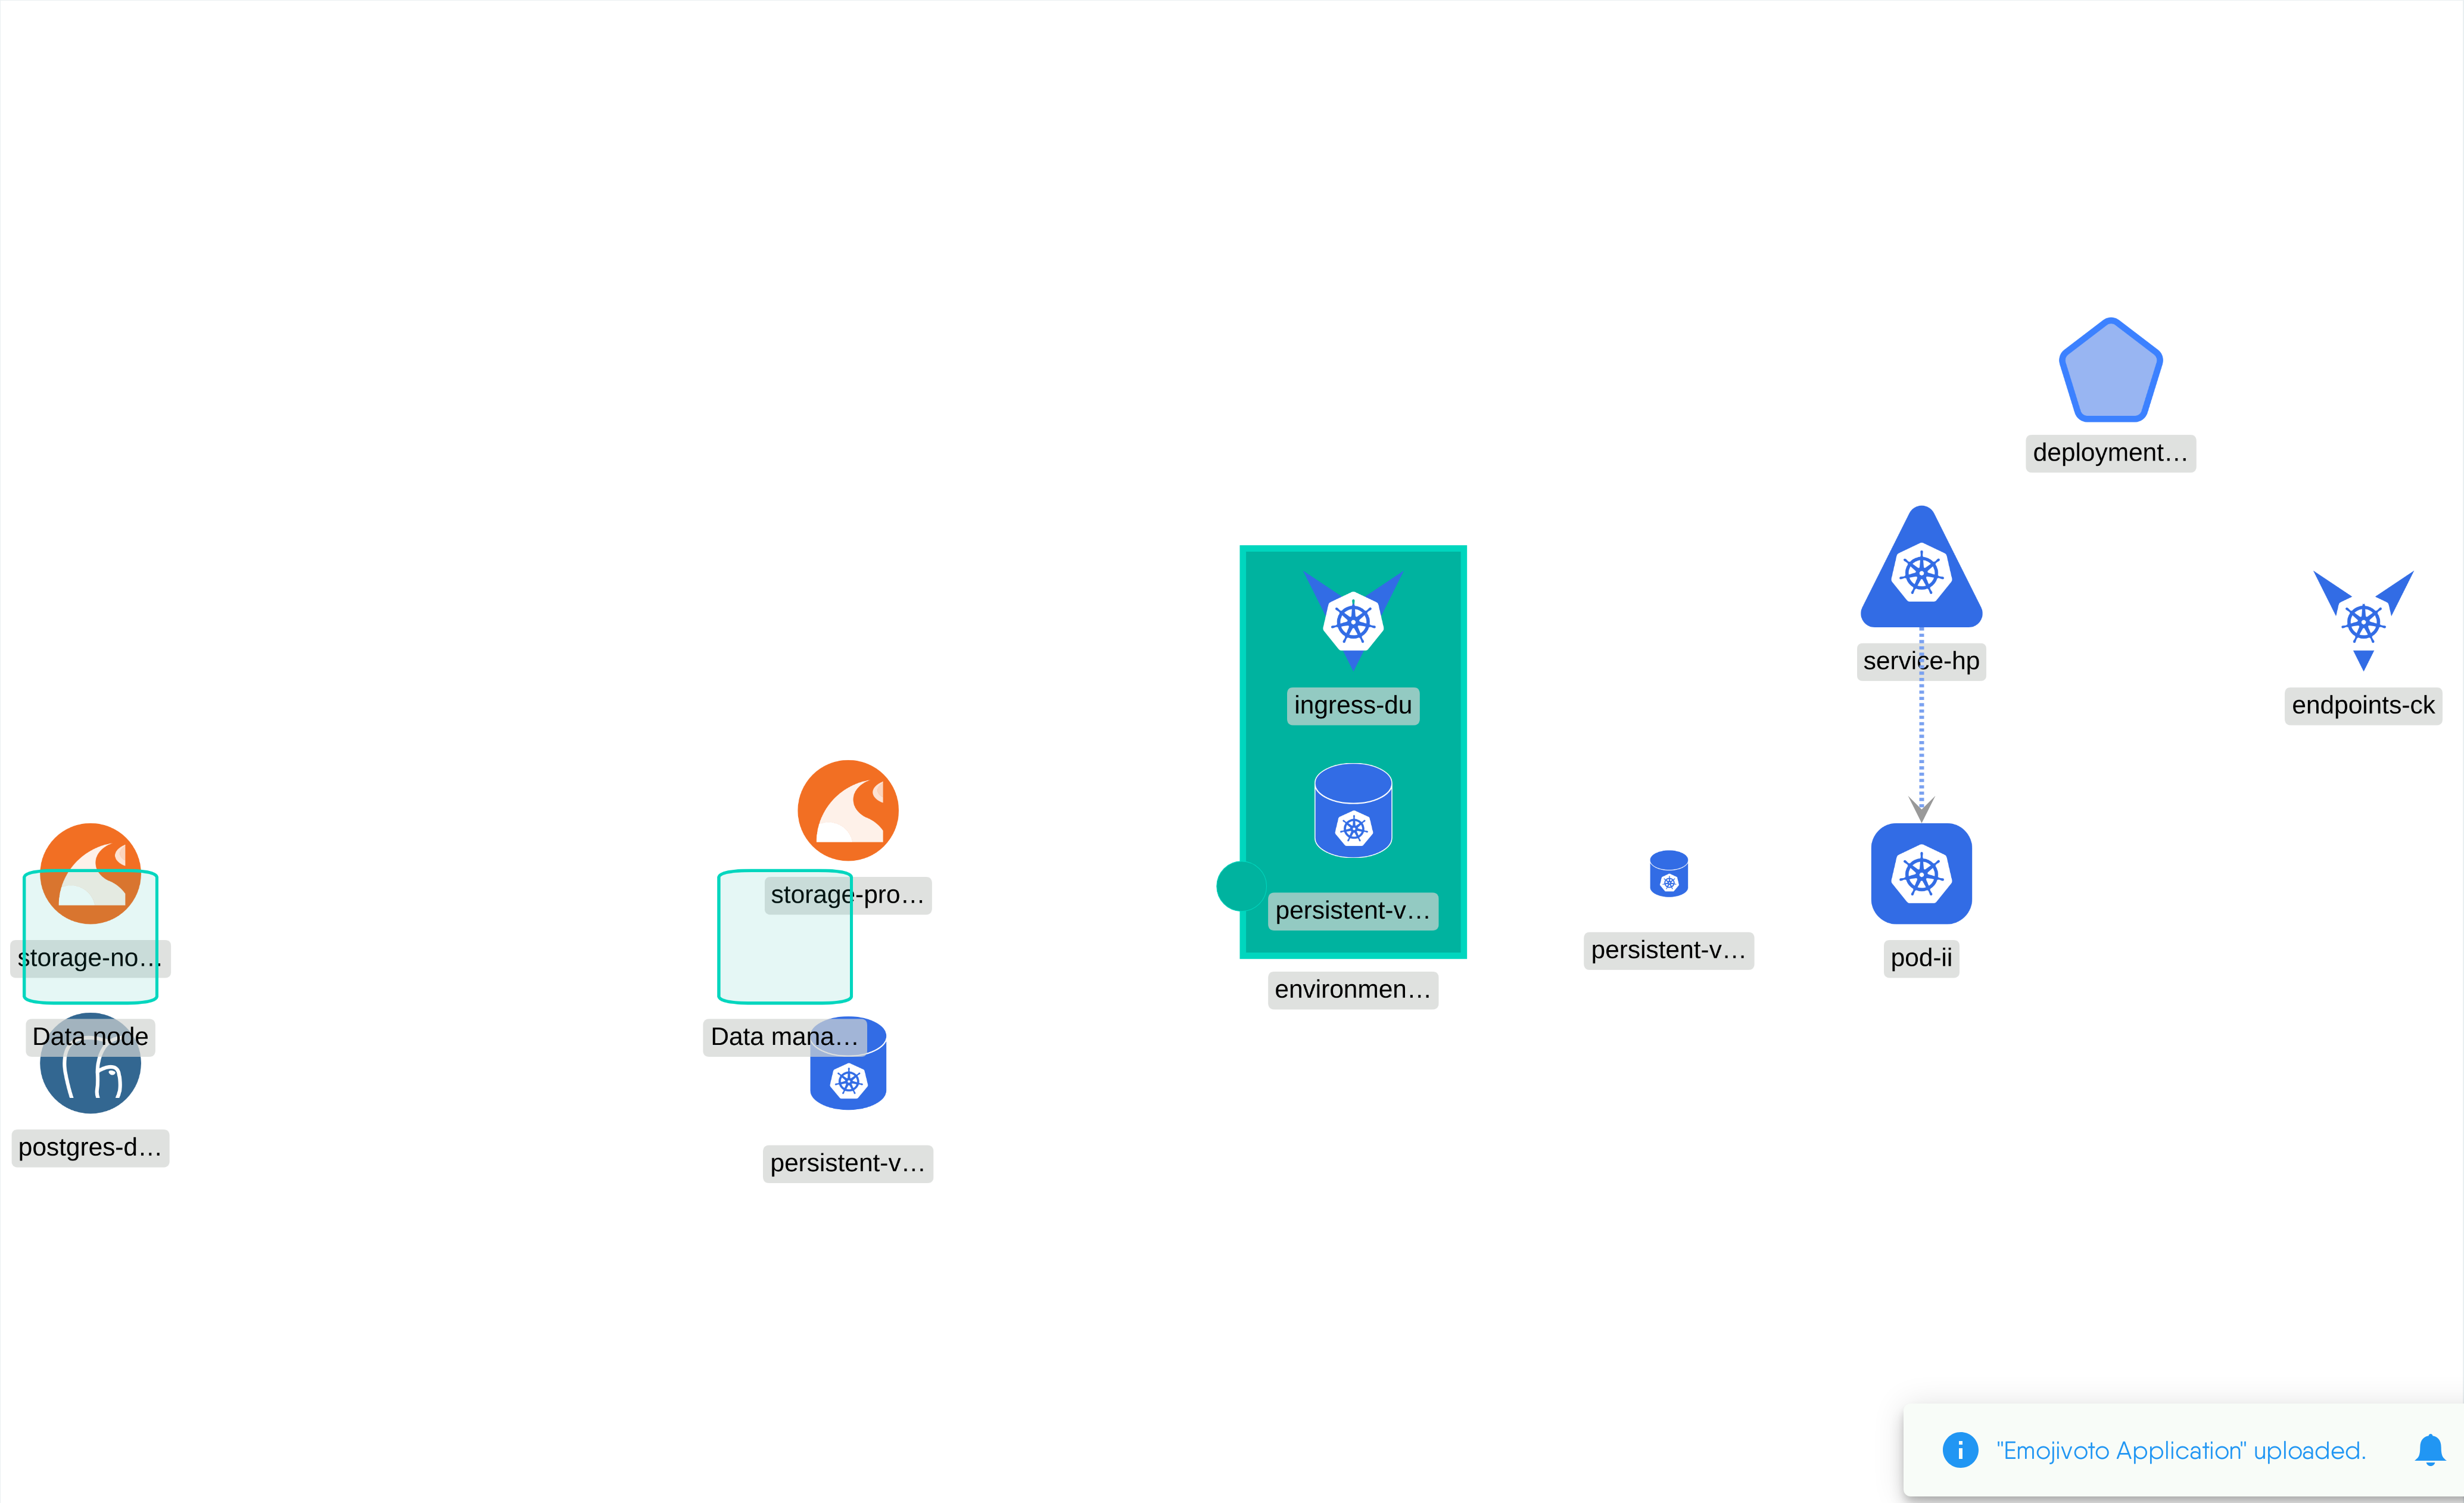 deployment…
service-hp
ingress-du
endpoints-ck
storage-pro…
persistent-v…
persistent-v…
storage-no…
pod-ii
environmen…
Data node
Data mana…
postgres-d…
persistent-v…
"Emojivoto Application" uploaded.